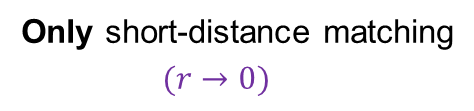 Only short-distance matching
(r → 0)